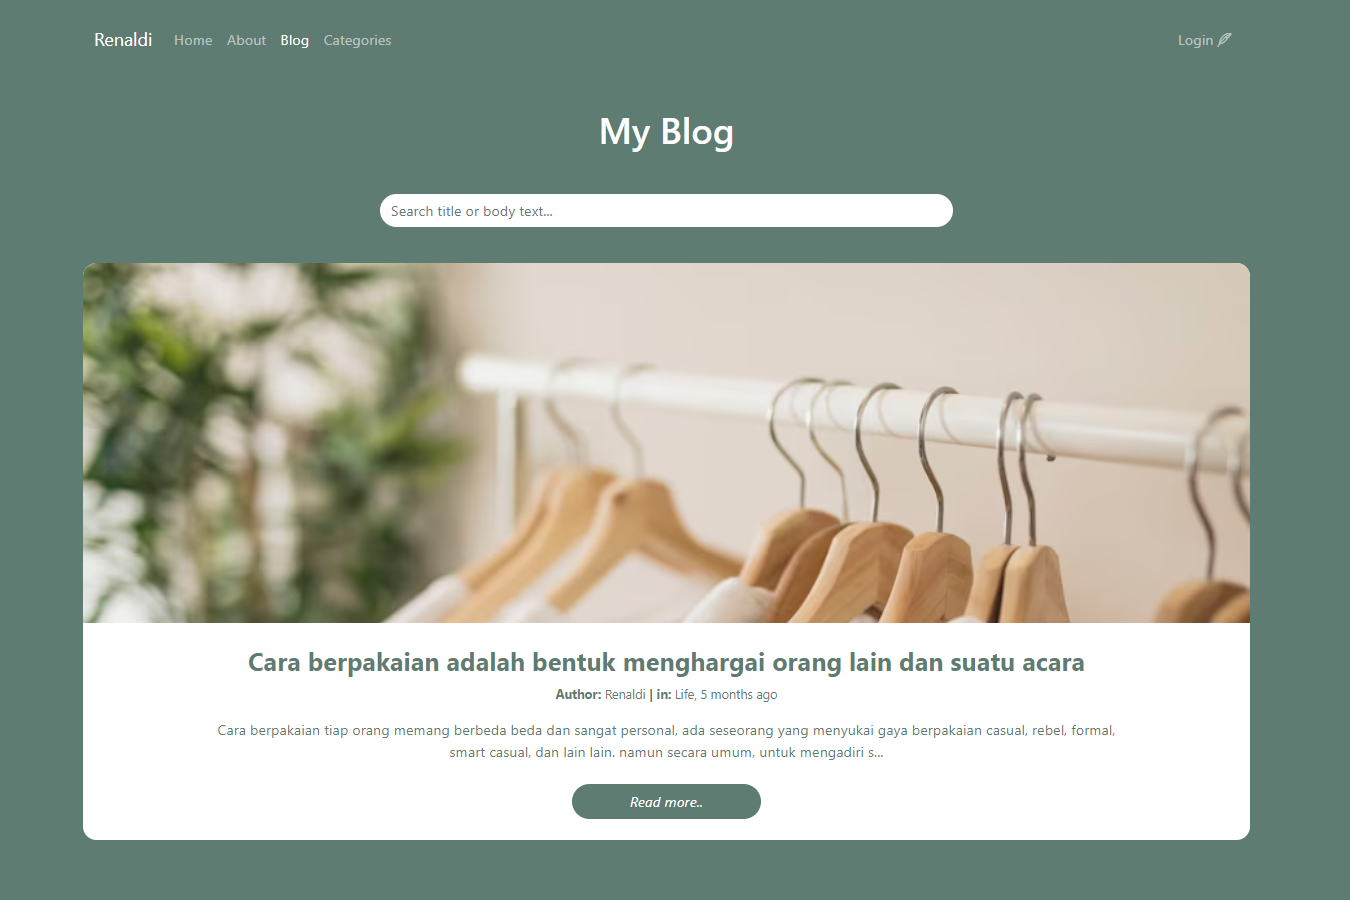 Renaldi Home About Blog Categories Login
My Blog
Search title or body text...
Cara berpakaian adalah bentuk menghargai orang lain dan suatu acara
Author: Renaldi | in: Life, 5 months ago
Cara berpakaian tiap orang memang berbeda beda dan sangat personal, ada seseorang yang menyukai gaya berpakaian casual, rebel, formal,
smart casual, dan lain lain. namun secara umum, untuk mengadiri s...
Read more..